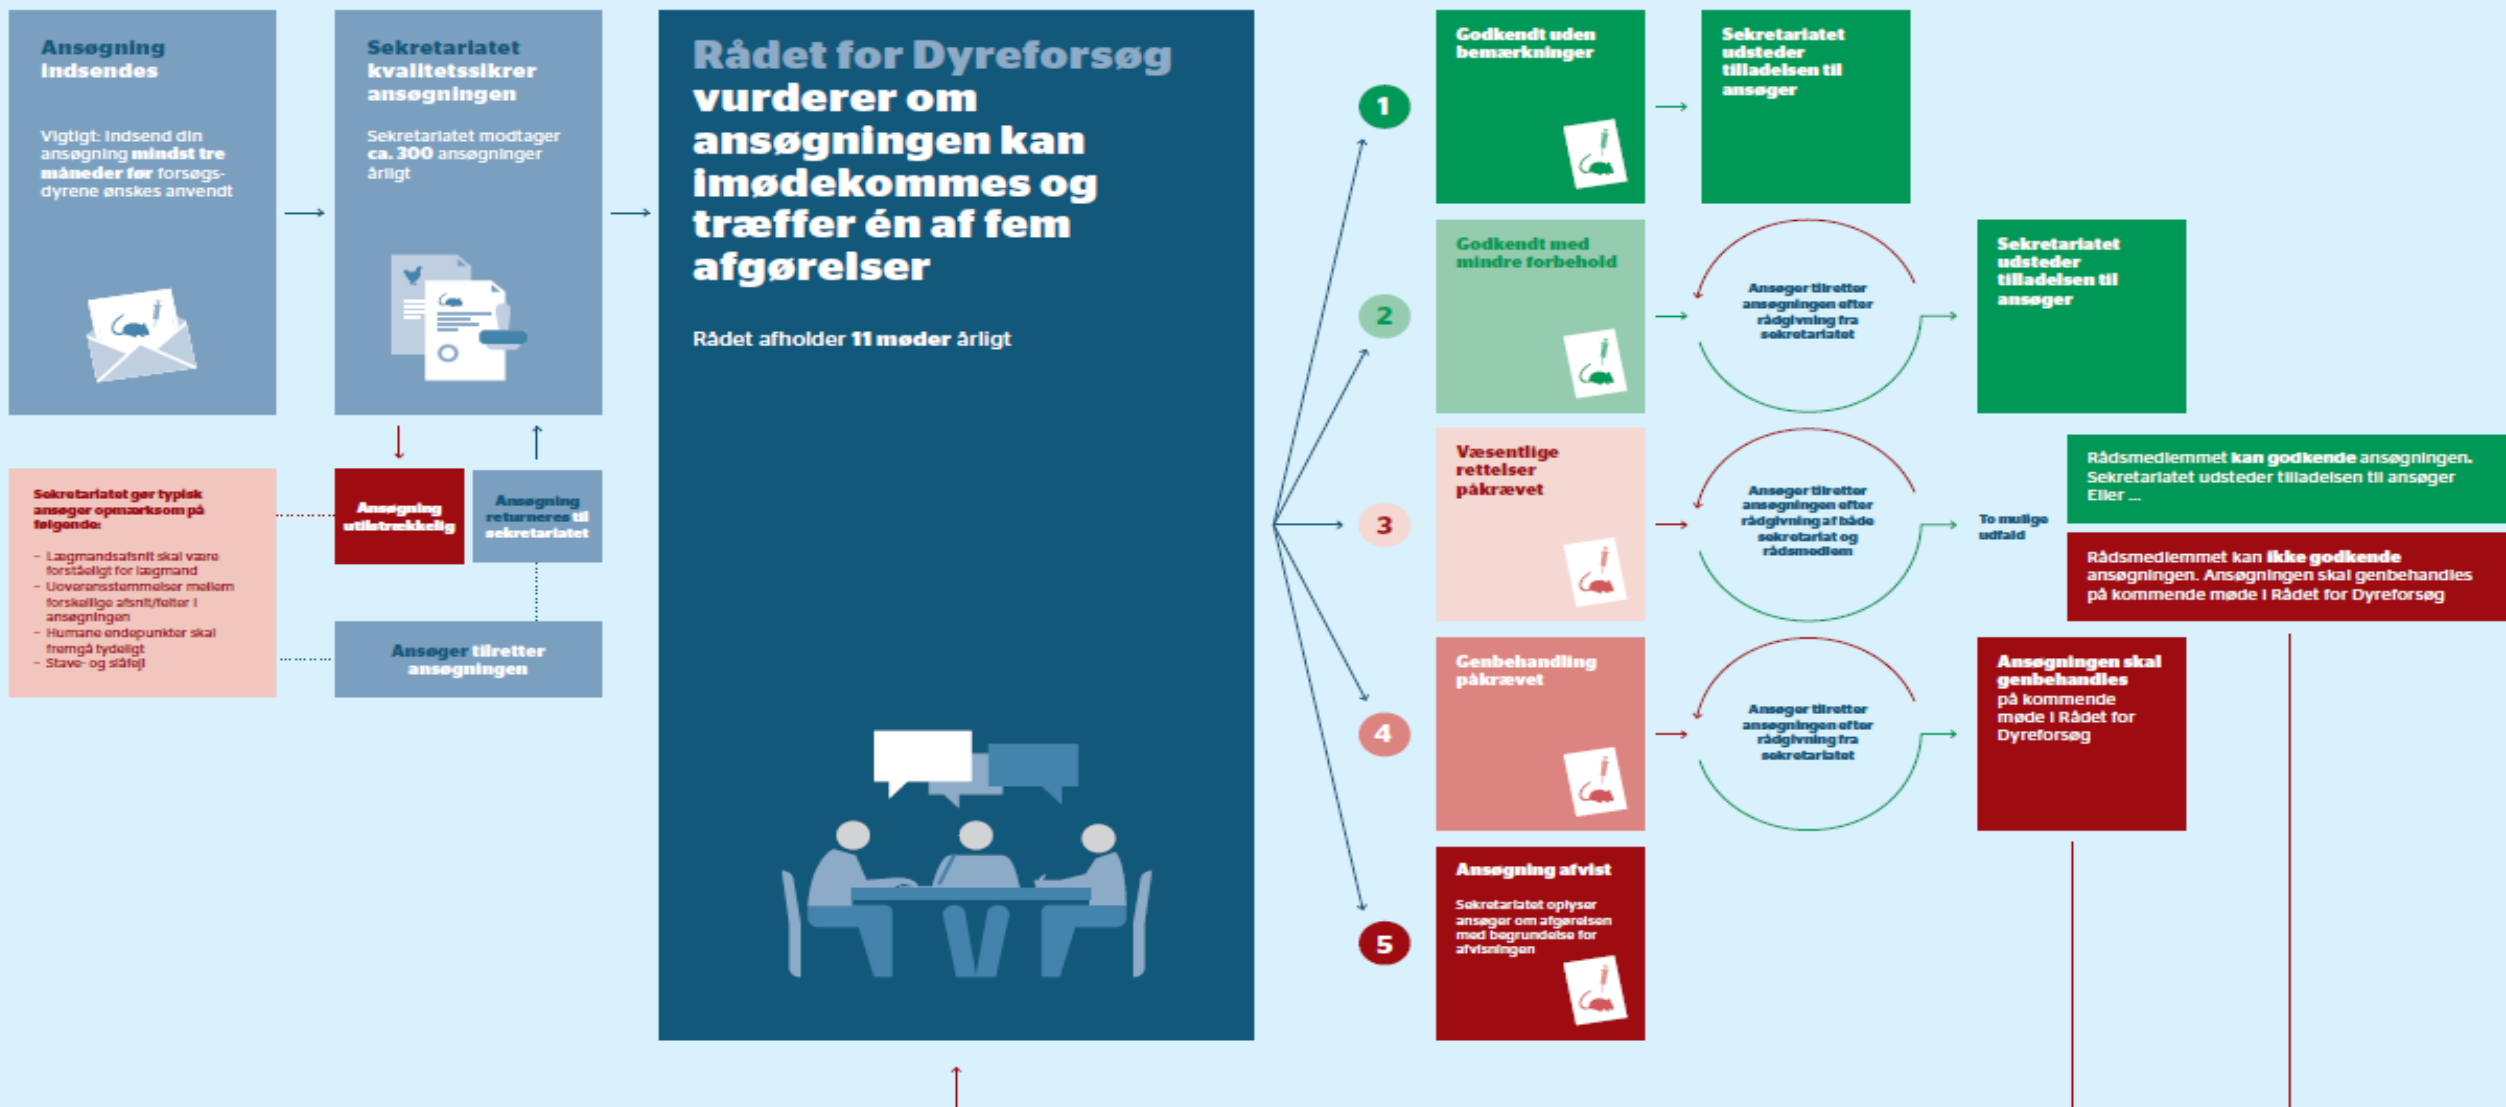 Ansøgning
indsendes
Vigtigt: Indsend din
ansøgning mindst tre
måneder før forsøgs-
dyrene ønskes anvendt
Sekretariatet
kvalitetssikrer
ansøgningen
Sekretariatet modtager
ca. 300 ansøgninger
årligt
Sekretariatet gør typisk
ansøger opmærksom på
følgende:
– Lægmandsafsnit skal være
forståeligt for lægmand
– Uoverensstemmelser mellem
forskellige afsnit/felter i
ansøgningen
– Humane endepunkter skal
fremgå tydeligt
– Stave- og slåfejl
Ansøgning
utilstrækkelig
Ansøgning
returneres til
sekretariatet
Ansøger tilretter
ansøgningen
Rådet for Dyreforsøg
vurderer om
ansøgningen kan
imødekommes og
træffer én af fem
afgørelser
Rådet afholder 11 møder årligt
1
Godkendt uden
bemærkninger
Sekretariatet
udsteder
tilladelsen til
ansøger
2
Godkendt med
mindre forbehold
Ansøger tilretter
ansøgningen efter
rådgivning fra
sekretariatet
Sekretariatet
udsteder
tilladelsen til
ansøger
3
Væsentlige
rettelser
påkrævet
Ansøger tilretter
ansøgningen efter
rådgivning af både
sekretariat og
rådsmedlem
To mulige
udfald
Rådsmedlemmet kan godkende ansøgningen.
Sekretariatet udsteder tilladelsen til ansøger
Eller ...
Rådsmedlemmet kan ikke godkende
ansøgningen. Ansøgningen skal genbehandles
på kommende møde i Rådet for Dyreforsøg
4
Genbehandling
påkrævet
Ansøger tilretter
ansøgningen efter
rådgivning fra
sekretariatet
Ansøgningen skal
genbehandles
på kommende
møde i Rådet for
Dyreforsøg
5
Ansøgning afvist
Sekretariatet oplyser
ansøger om afgørelsen
med begrundelse for
afvisningen